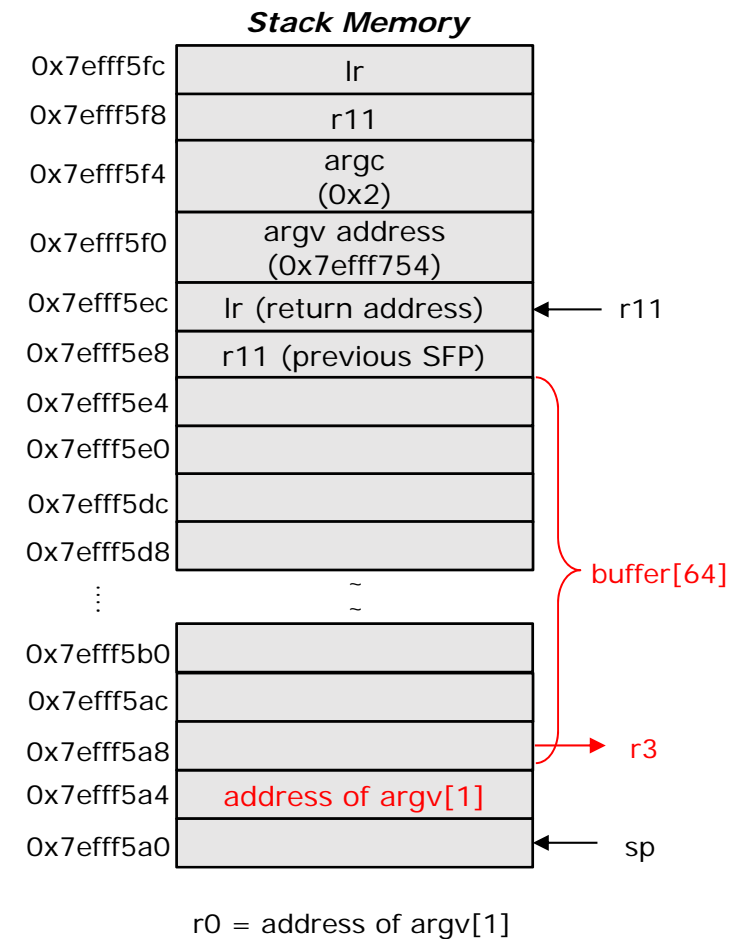 Stack Memory
0x7efff5fc lr
0x7efff5f8 r11
0x7efff5f4 argc
(0x2)
0x7efff5f0 argv address
(0x7efff754)
0x7efff5ec lr (return address) r11
0x7efff5e8 r11 (previous SFP)
0x7efff5e4
0x7efff5e0
0x7efff5dc
0x7efff5d8
buffer[64]
~
~
0x7efff5b0
0x7efff5ac
0x7efff5a8 r3
0x7efff5a4 address of argv[1]
0x7efff5a0 sp
r0 = address of argv[1]